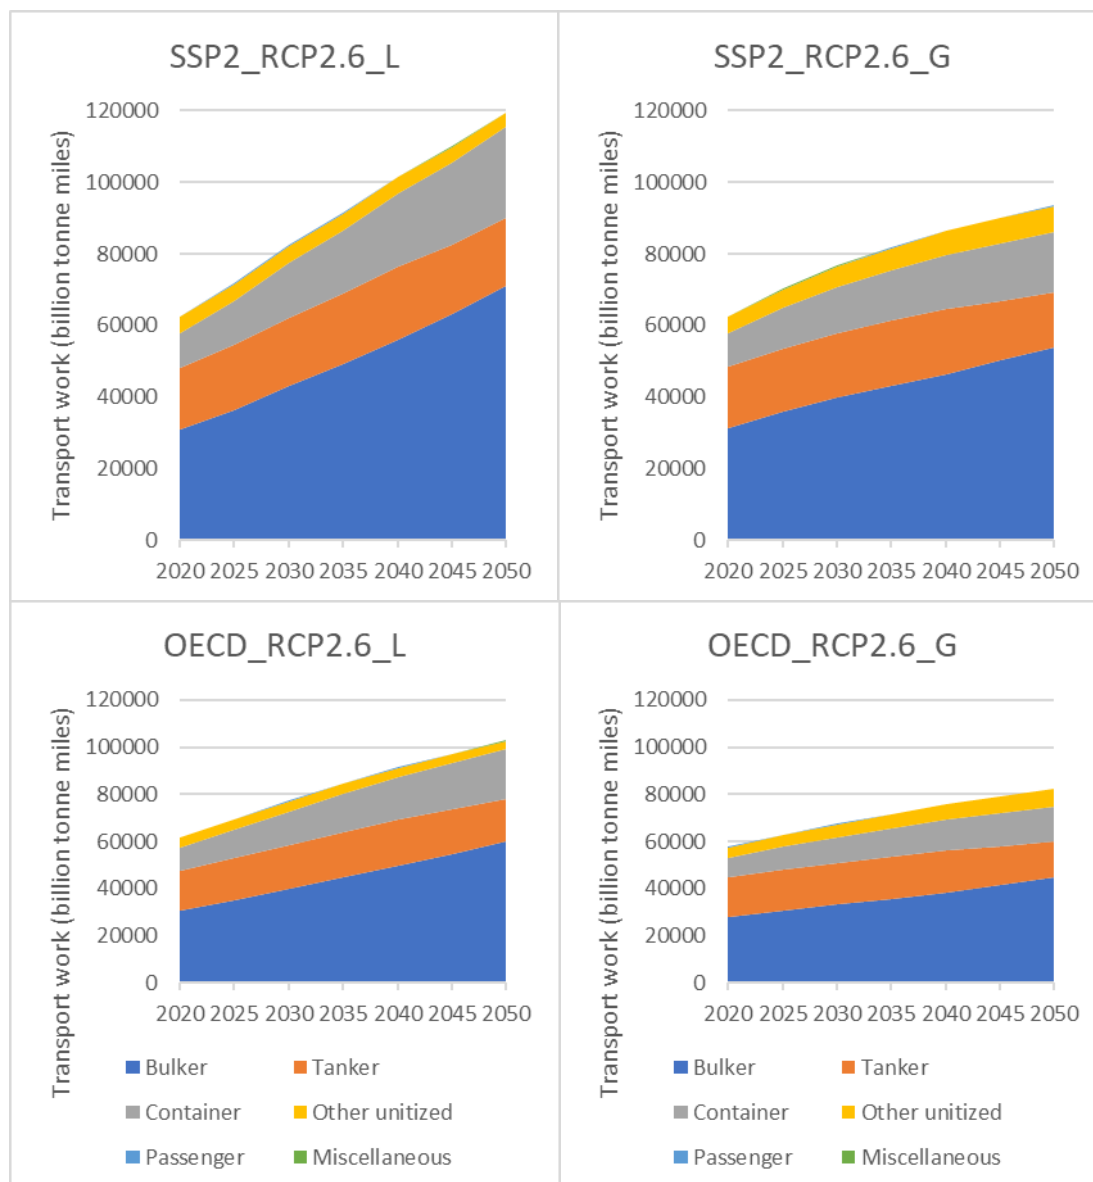 SSP2_RCP2.6_L
Transport work (billion tonne miles)
120000
100000
80000
60000
40000
20000
0
2020 2025 2030 2035 2040 2045 2050
SSP2_RCP2.6_G
Transport work (billion tonne miles)
120000
100000
80000
60000
40000
20000
0
2020 2025 2030 2035 2040 2045 2050
OECD_RCP2.6_L
Transport work (billion tonne miles)
120000
100000
80000
60000
40000
20000
0
2020 2025 2030 2035 2040 2045 2050
Bulker Tanker
Container Other unitized
Passenger Miscellaneous
OECD_RCP2.6_G
Transport work (billion tonne miles)
120000
100000
80000
60000
40000
20000
0
2020 2025 2030 2035 2040 2045 2050
Bulker Tanker
Container Other unitized
Passenger Miscellaneous